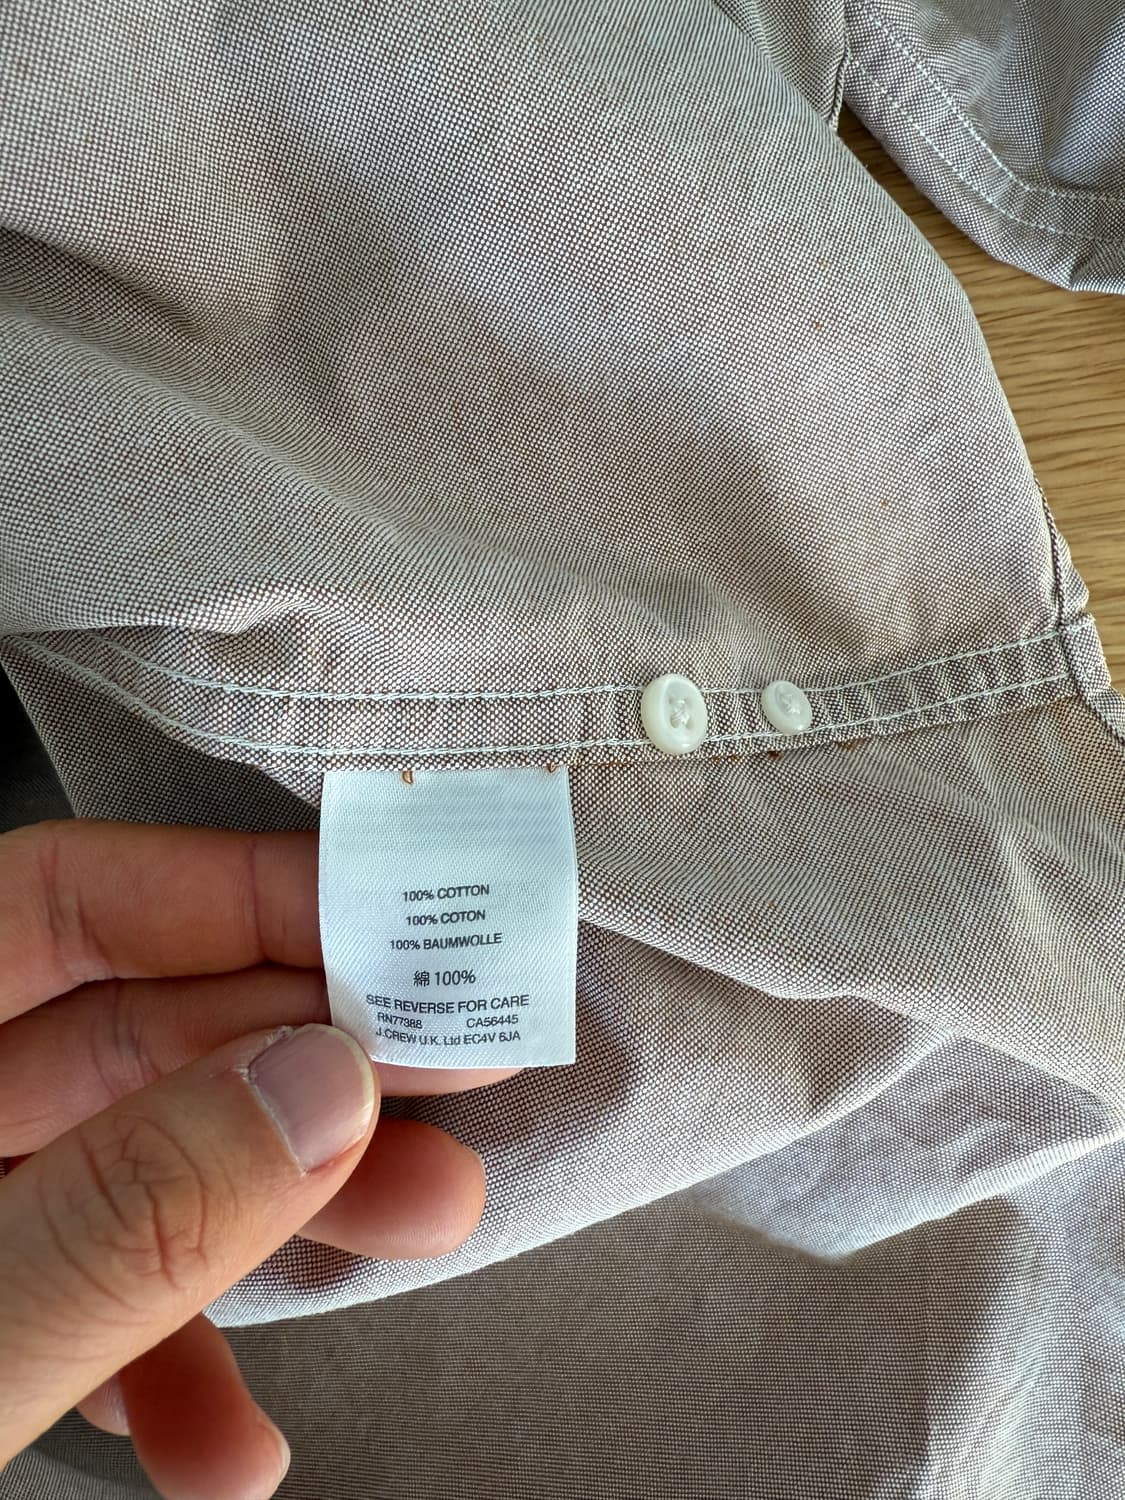 100% COTTON
100% COTON
100% BAUMWOLLE
綿 100%
SEE REVERSE FOR CARE
RN77388 CA56445
J.CREW U.K. Ltd EC4V 6JA